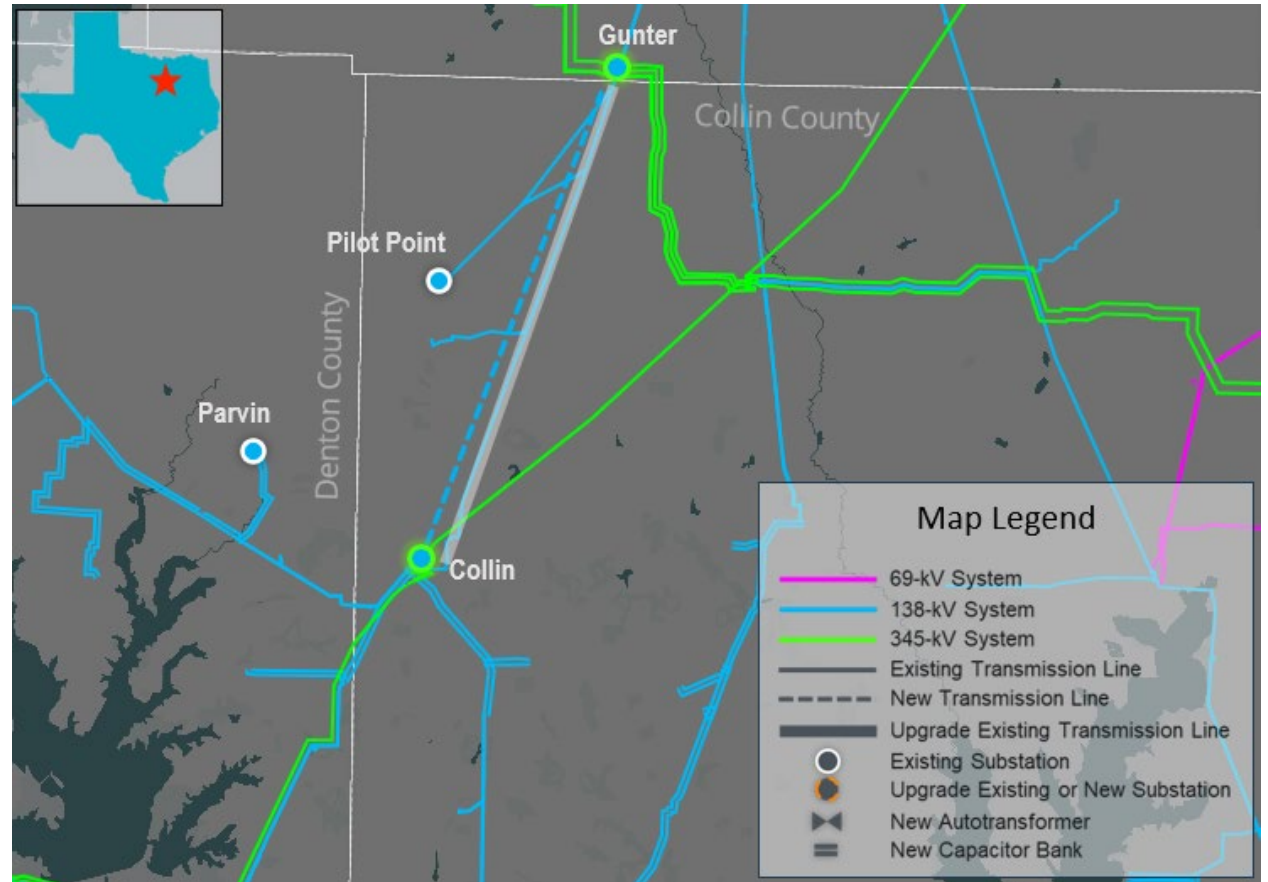 Gunter
Collin County
Pilot Point
Denton County
Parvin
Collin
Map Legend
69-kV System
138-kV System
345-kV System
Existing Transmission Line
New Transmission Line
Upgrade Existing Transmission Line
Existing Substation
Upgrade Existing or New Substation
New Autotransformer
New Capacitor Bank